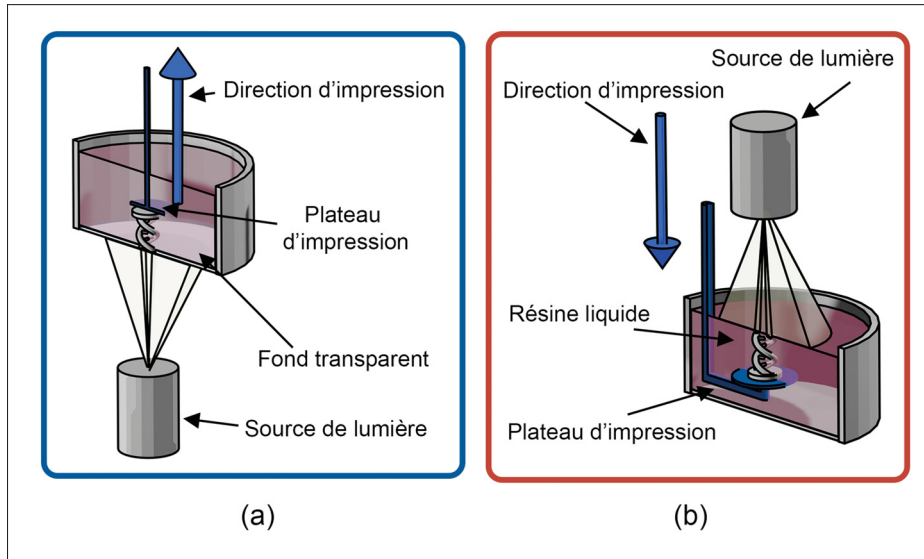 Direction d'impression
Plateau
d'impression
Fond transparent
Source de lumière
(a)
Source de
lumière
Direction d'impression
Résine liquide
Plateau d'impression
(b)